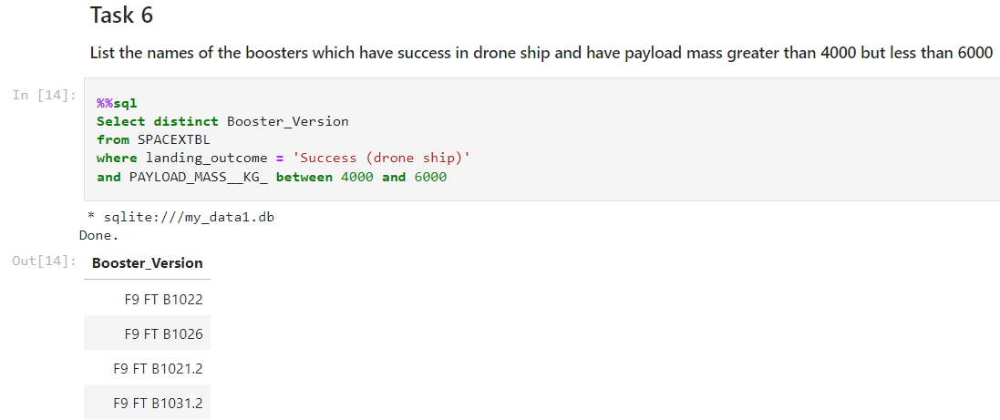 Task 6
List the names of the boosters which have success in drone ship and have payload mass greater than 4000 but less than 6000
In [14]:
%%sql
Select distinct Booster_Version
from SPACEXTBL
where landing_outcome = 'Success (drone ship)'
and PAYLOAD_MASS__KG_ between 4000 and 6000
* sqlite:///my_data1.db
Done.
Out[14]:
Booster_Version
F9 FT B1022
F9 FT B1026
F9 FT B1021.2
F9 FT B1031.2